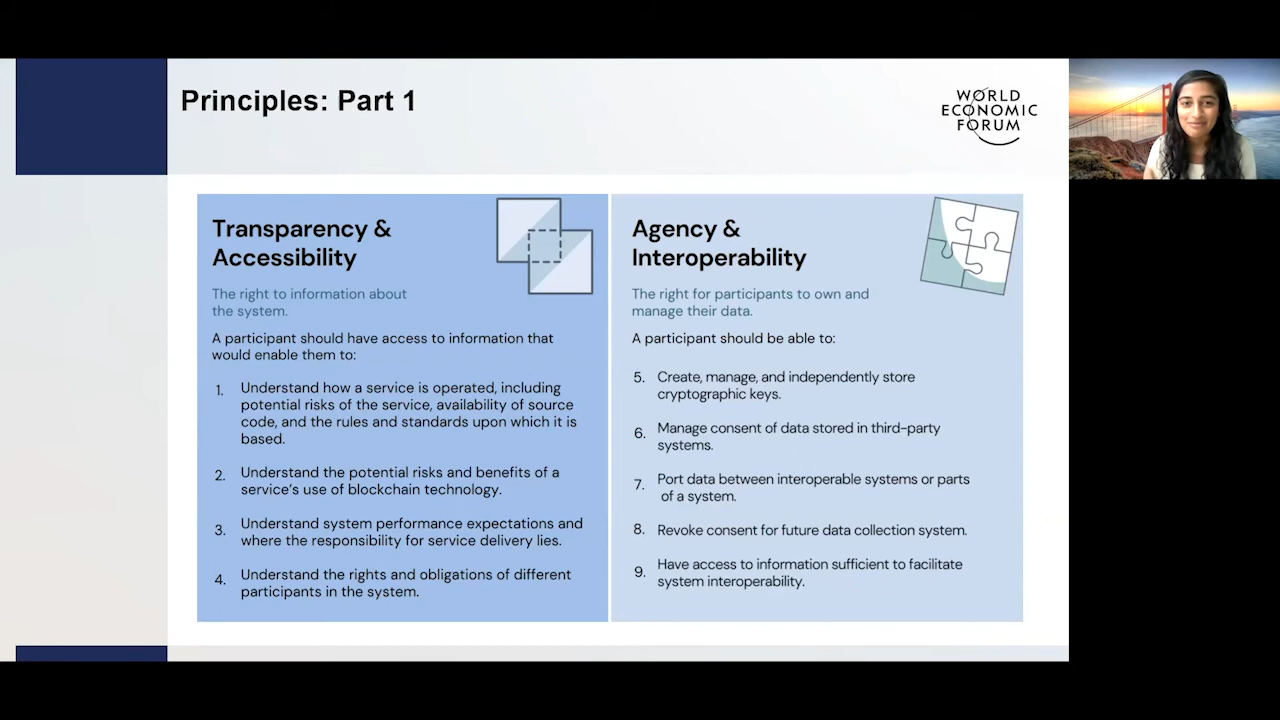 Principles: Part 1
WORLD
ECONOMIC
FORUM
Transparency &
Accessibility
The right to information about
the system.
A participant should have access to information that
would enable them to:
1. Understand how a service is operated, including
potential risks of the service, availability of source
code, and the rules and standards upon which it is
based.
2. Understand the potential risks and benefits of a
service's use of blockchain technology.
3. Understand system performance expectations and
where the responsibility for service delivery lies.
4. Understand the rights and obligations of different
participants in the system.
Agency &
Interoperability
The right for participants to own and
manage their data.
A participant should be able to:
5. Create, manage, and independently store
cryptographic keys.
6. Manage consent of data stored in third-party
systems.
7. Port data between interoperable systems or parts
of a system.
8. Revoke consent for future data collection system.
9. Have access to information sufficient to facilitate
system interoperability.